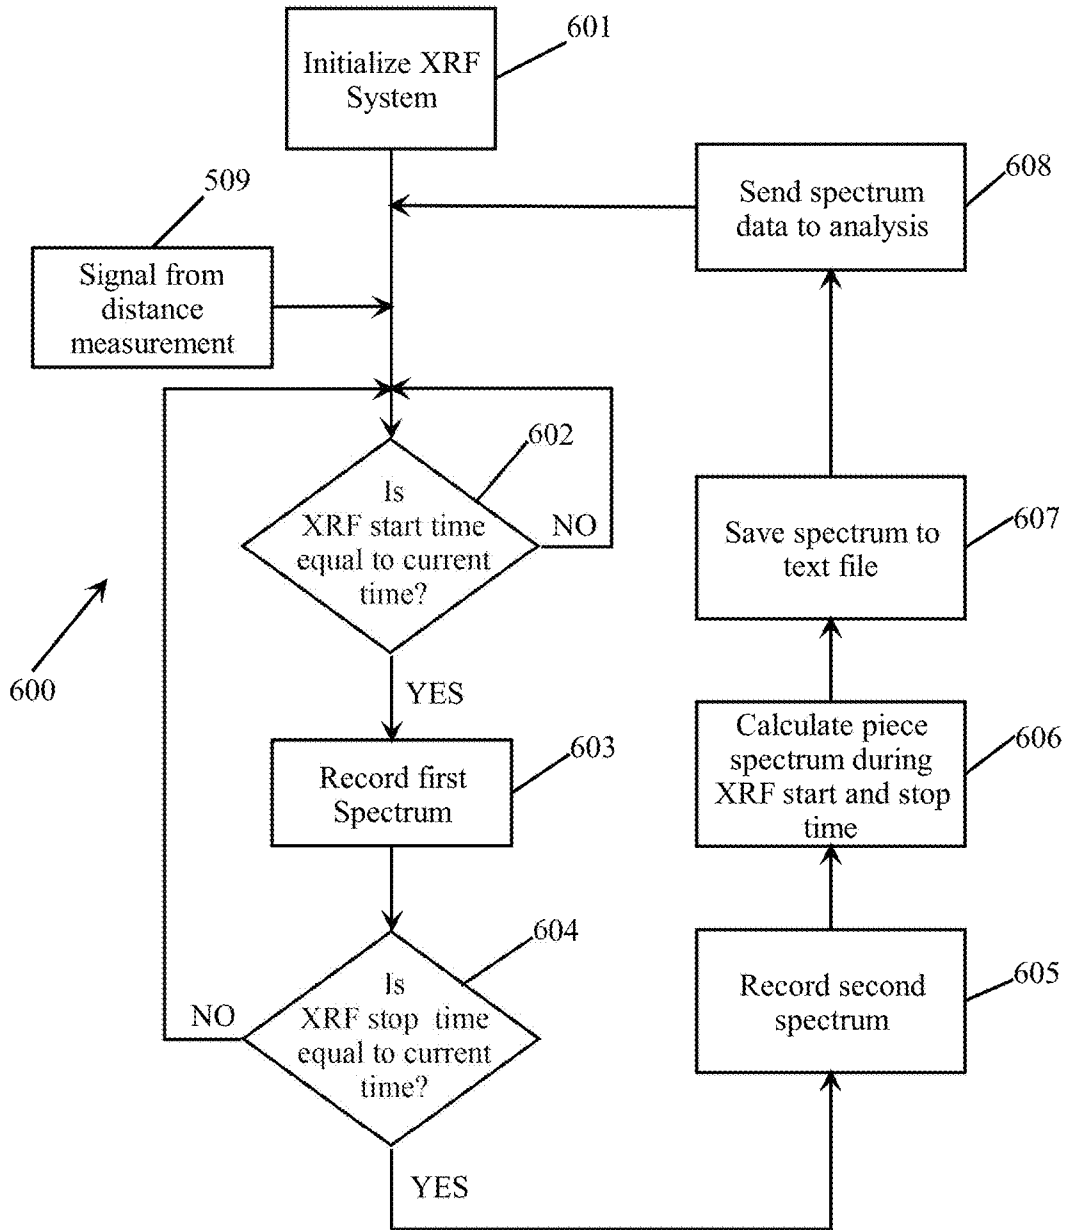 601
Initialize XRF
System
509
Signal from
distance
measurement
608
Send spectrum
data to analysis
602
Is
XRF start time
equal to current
time?
NO
YES
607
Save spectrum to
text file
600
603
Record first
Spectrum
606
Calculate piece
spectrum during
XRF start and stop
time
604
Is
XRF stop time
equal to current
time?
NO
YES
605
Record second
spectrum